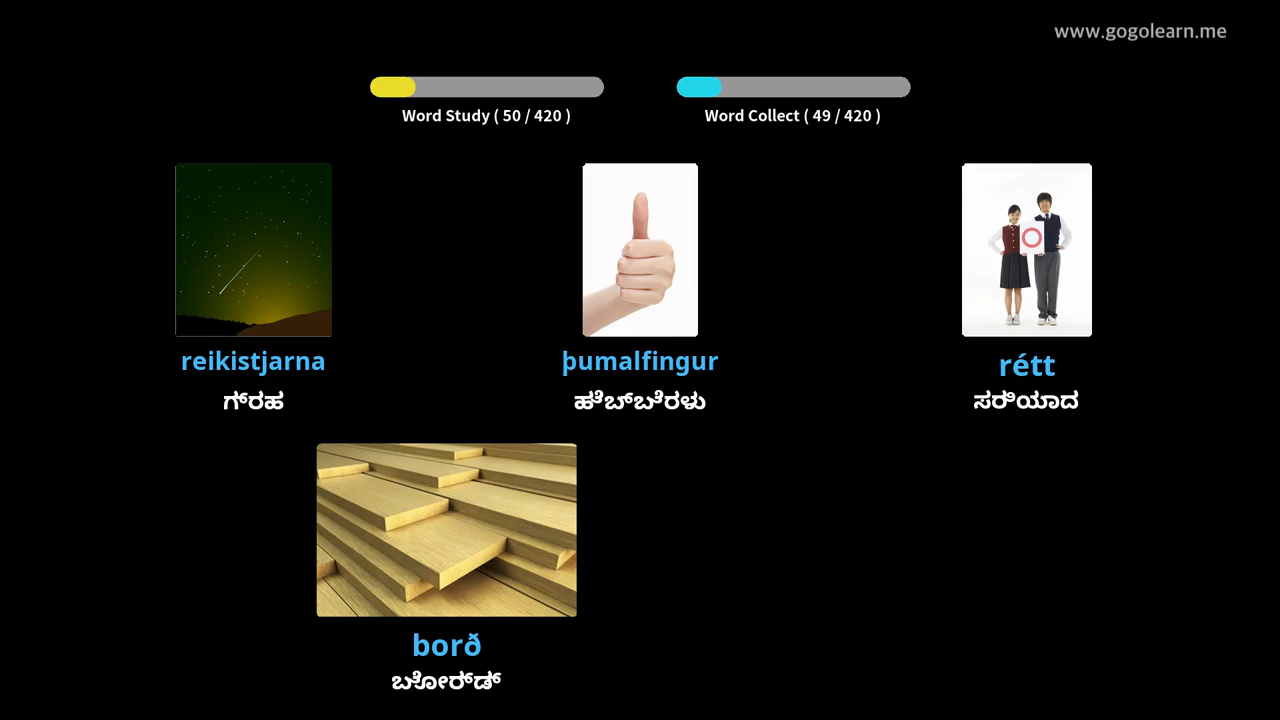 www.gogolearn.me
Word Study ( 50 / 420 )
Word Collect ( 49 / 420 )
reikistjarna
þumalfingur
rétt
ಗ್ರಹ
ಹೆಬ್ಬೆರಳು
ಸರಿಯಾದ
borð
ಬೋರ್ಡ್